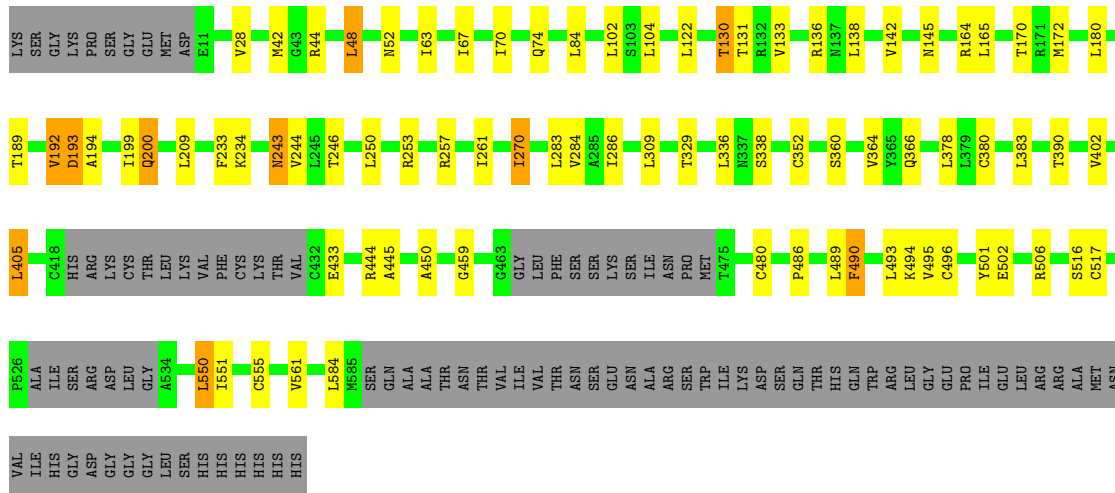 LYS SER GLY LYS PRO SER GLY GLU MET ASP E11 V28 M42 G43 R44 L48 N52 I63 I67 I70 Q74 L84 L102 S103 L104 L122 T130 T131 R132 V133 R136 N137 L138 V142 N145 R164 L165 T170 R171 M172 L180
T189 V192 D193 A194 I199 Q200 L209 F233 K234 N243 V244 L245 T246 L250 R253 R257 I261 I270 L283 V284 A285 I286 L309 T329 L336 N337 S338 C352 S360 V364 Y365 Q366 L378 L379 C380 L383 T390 V402
L405 C418 HIS ARG LYS CYS THR LEU LYS VAL PHE CYS LYS THR VAL C432 E433 R444 A445 A450 G459 G463 GLY LEU PHE SER SER LYS SER ILE ASN PRO MET T475 C480 P486 L489 F490 L493 K494 V495 C496 Y501 E502 R506 S516 C517
P526 ALA ILE SER ARG ASP LEU GLY A534 L550 I551 C555 V561 L584 M585 SER GLN ALA ALA THR ASN THR VAL ILE VAL THR ASN SER GLU ASN ALA ARG SER TRP ILE LYS ASP SER GLN THR HIS GLN TRP ARG LEU GLY GLU PRO ILE GLU LEU ARG ARG ALA MET ASN
VAL ILE HIS GLY ASP GLY GLY GLY LEU SER HIS HIS HIS HIS HIS HIS